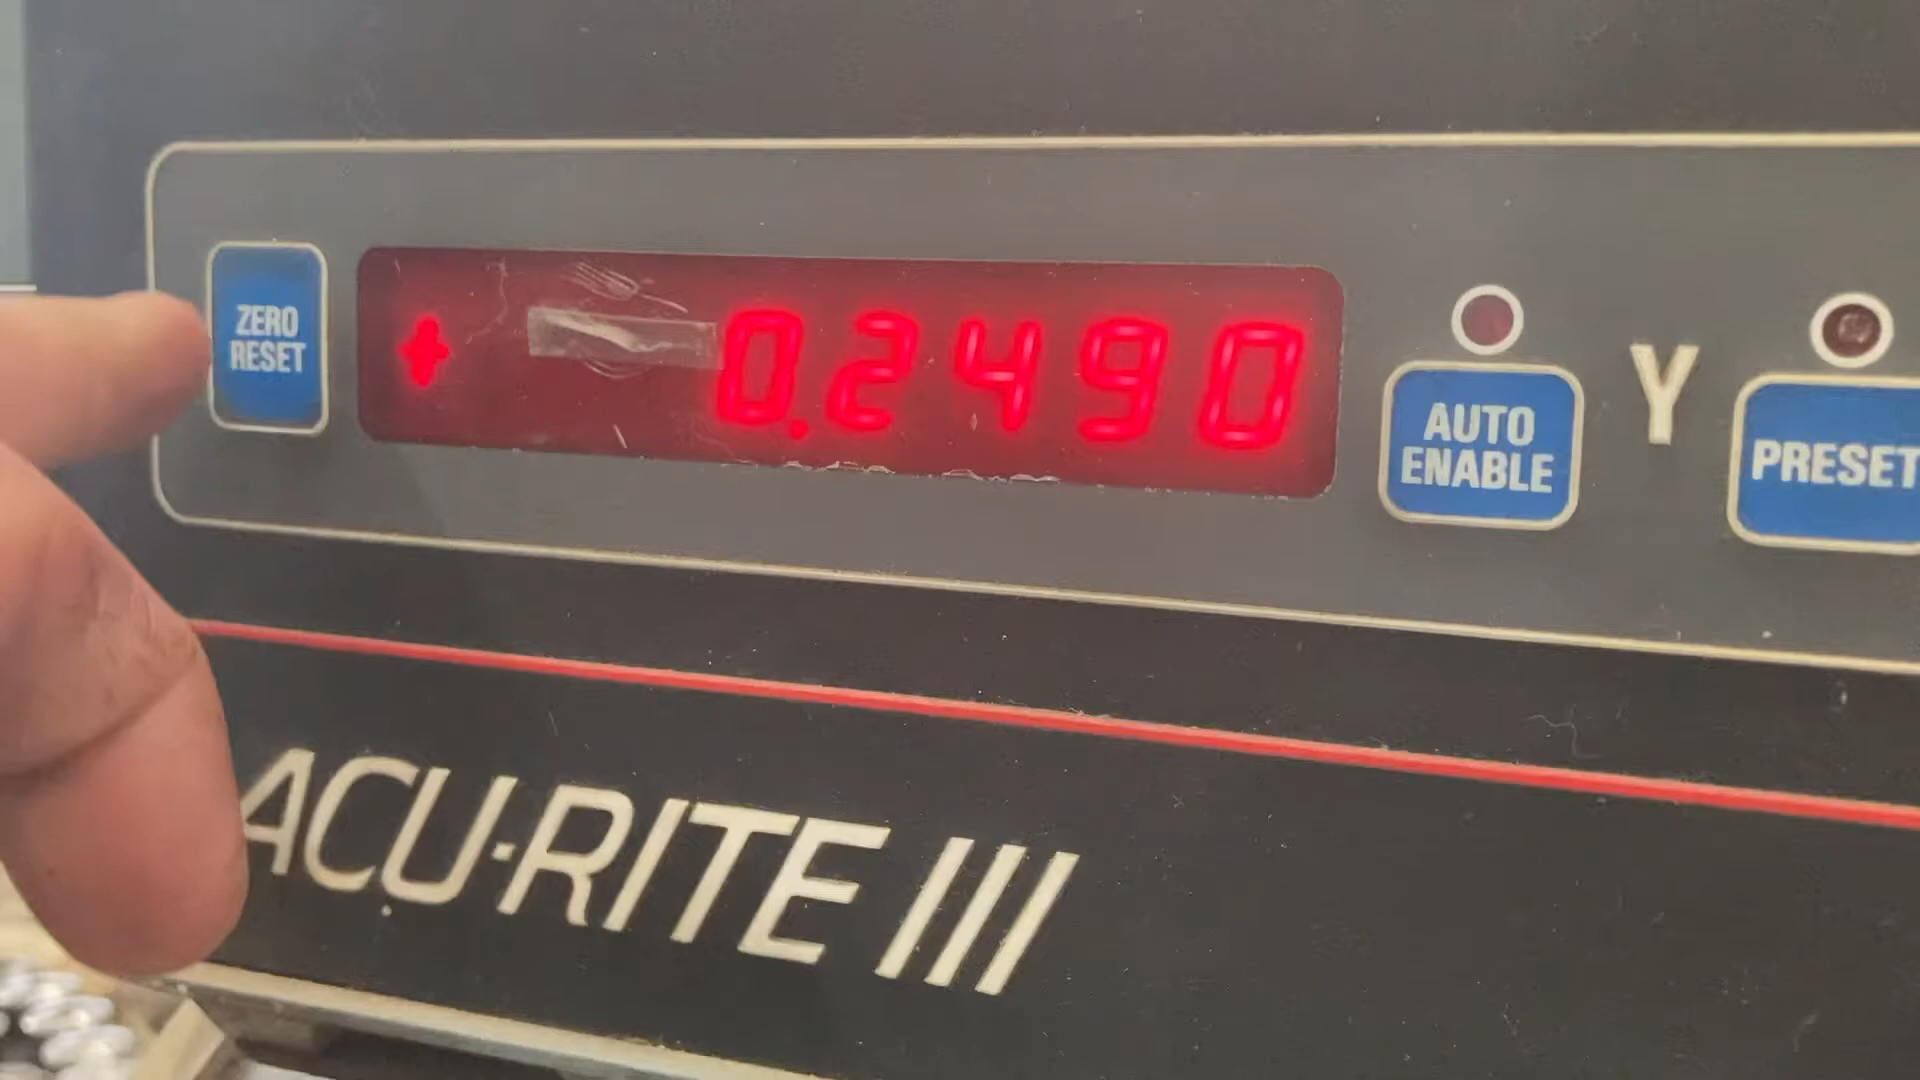 ZERO
RESET
+ 0.2490
AUTO
ENABLE
Y
PRESET
ACU-RITE III